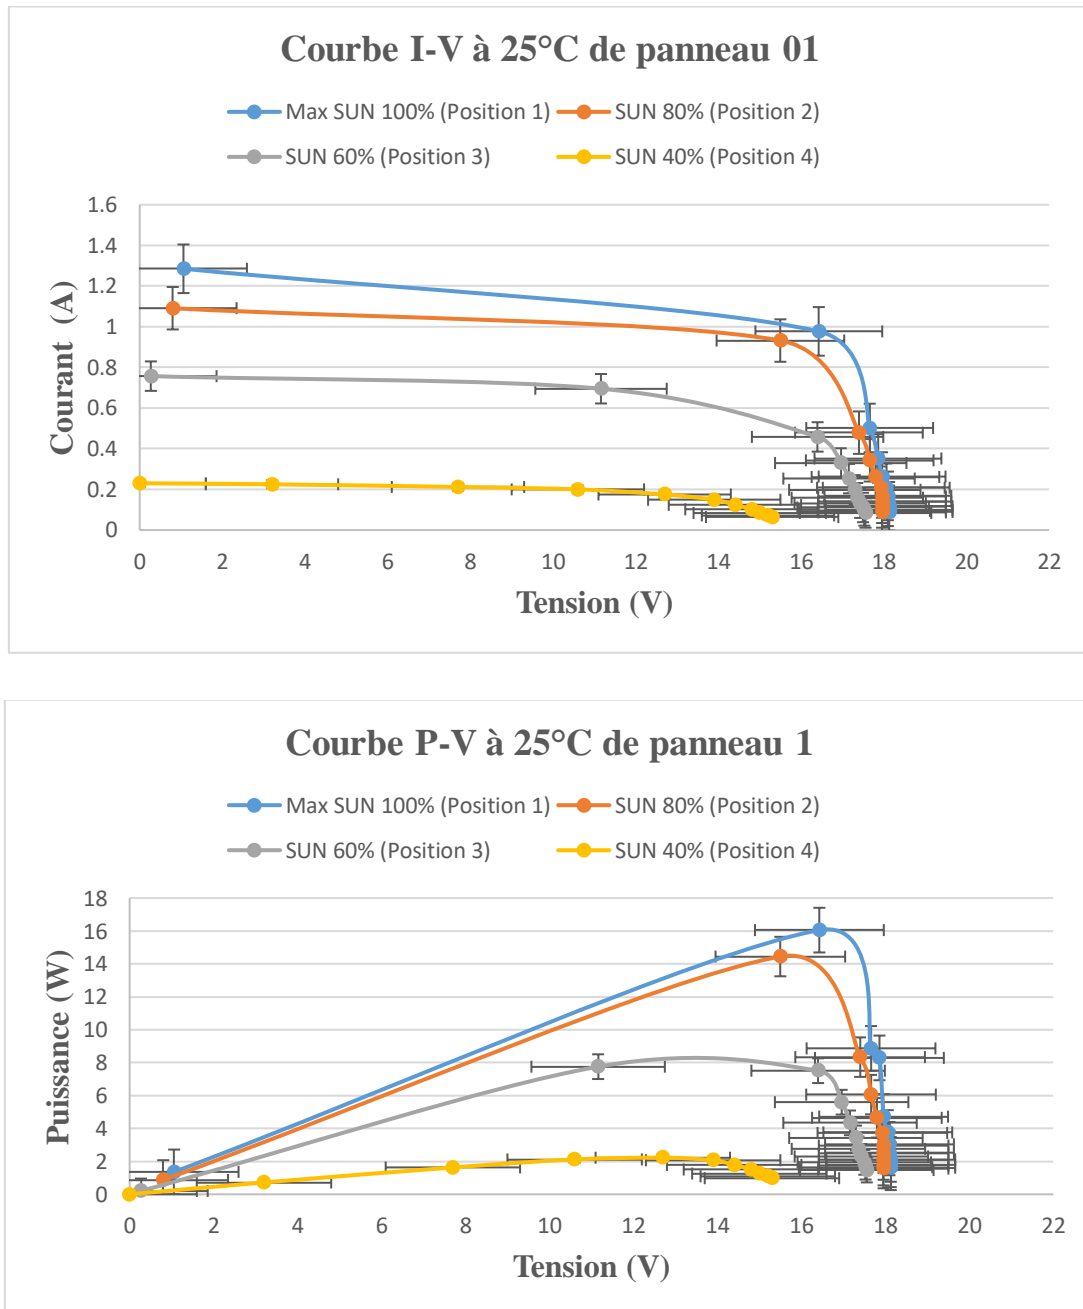 Courbe I-V à 25°C de panneau 01
Max SUN 100% (Position 1) SUN 80% (Position 2)
SUN 60% (Position 3) SUN 40% (Position 4)
1.6
1.4
1.2
1
0.8
0.6
0.4
0.2
0
Courant (A)
0 2 4 6 8 10 12 14 16 18 20 22
Tension (V)
Courbe P-V à 25°C de panneau 1
Max SUN 100% (Position 1) SUN 80% (Position 2)
SUN 60% (Position 3) SUN 40% (Position 4)
18
16
14
12
10
8
6
4
2
0
Puissance (W)
0 2 4 6 8 10 12 14 16 18 20 22
Tension (V)